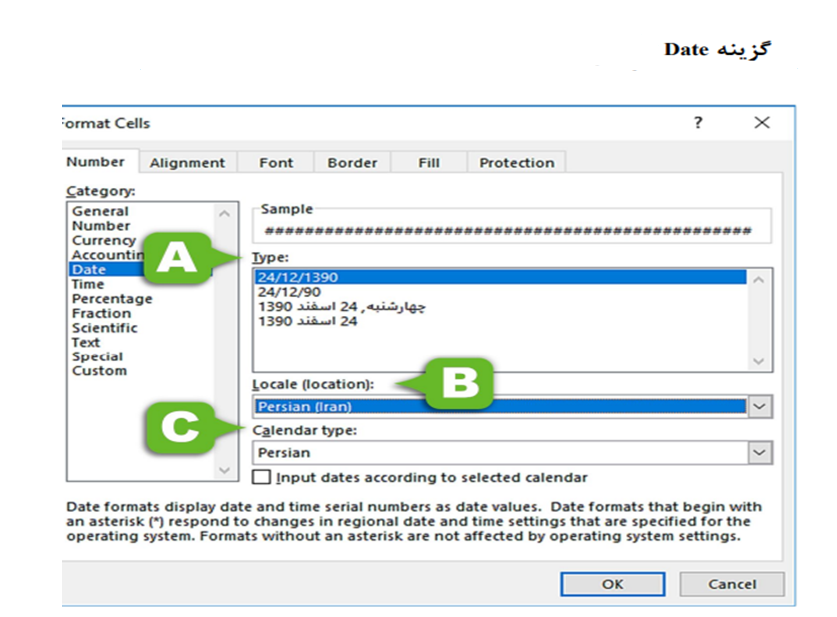 گزینه Date
Format Cells
? ×
Number Alignment Font Border Fill Protection
Category:
General
Number
Currency
Accountin
Date
Time
Percentage
Fraction
Scientific
Text
Special
Custom
A
Sample
##################################################
Type:
24/12/1390
24/12/90
چهارشنبه, 24 اسفند 1390
24 اسفند 1390
B
Locale (location):
Persian (Iran)
C
Calendar type:
Persian
Input dates according to selected calendar
Date formats display date and time serial numbers as date values. Date formats that begin with
an asterisk (*) respond to changes in regional date and time settings that are specified for the
operating system. Formats without an asterisk are not affected by operating system settings.
OK Cancel